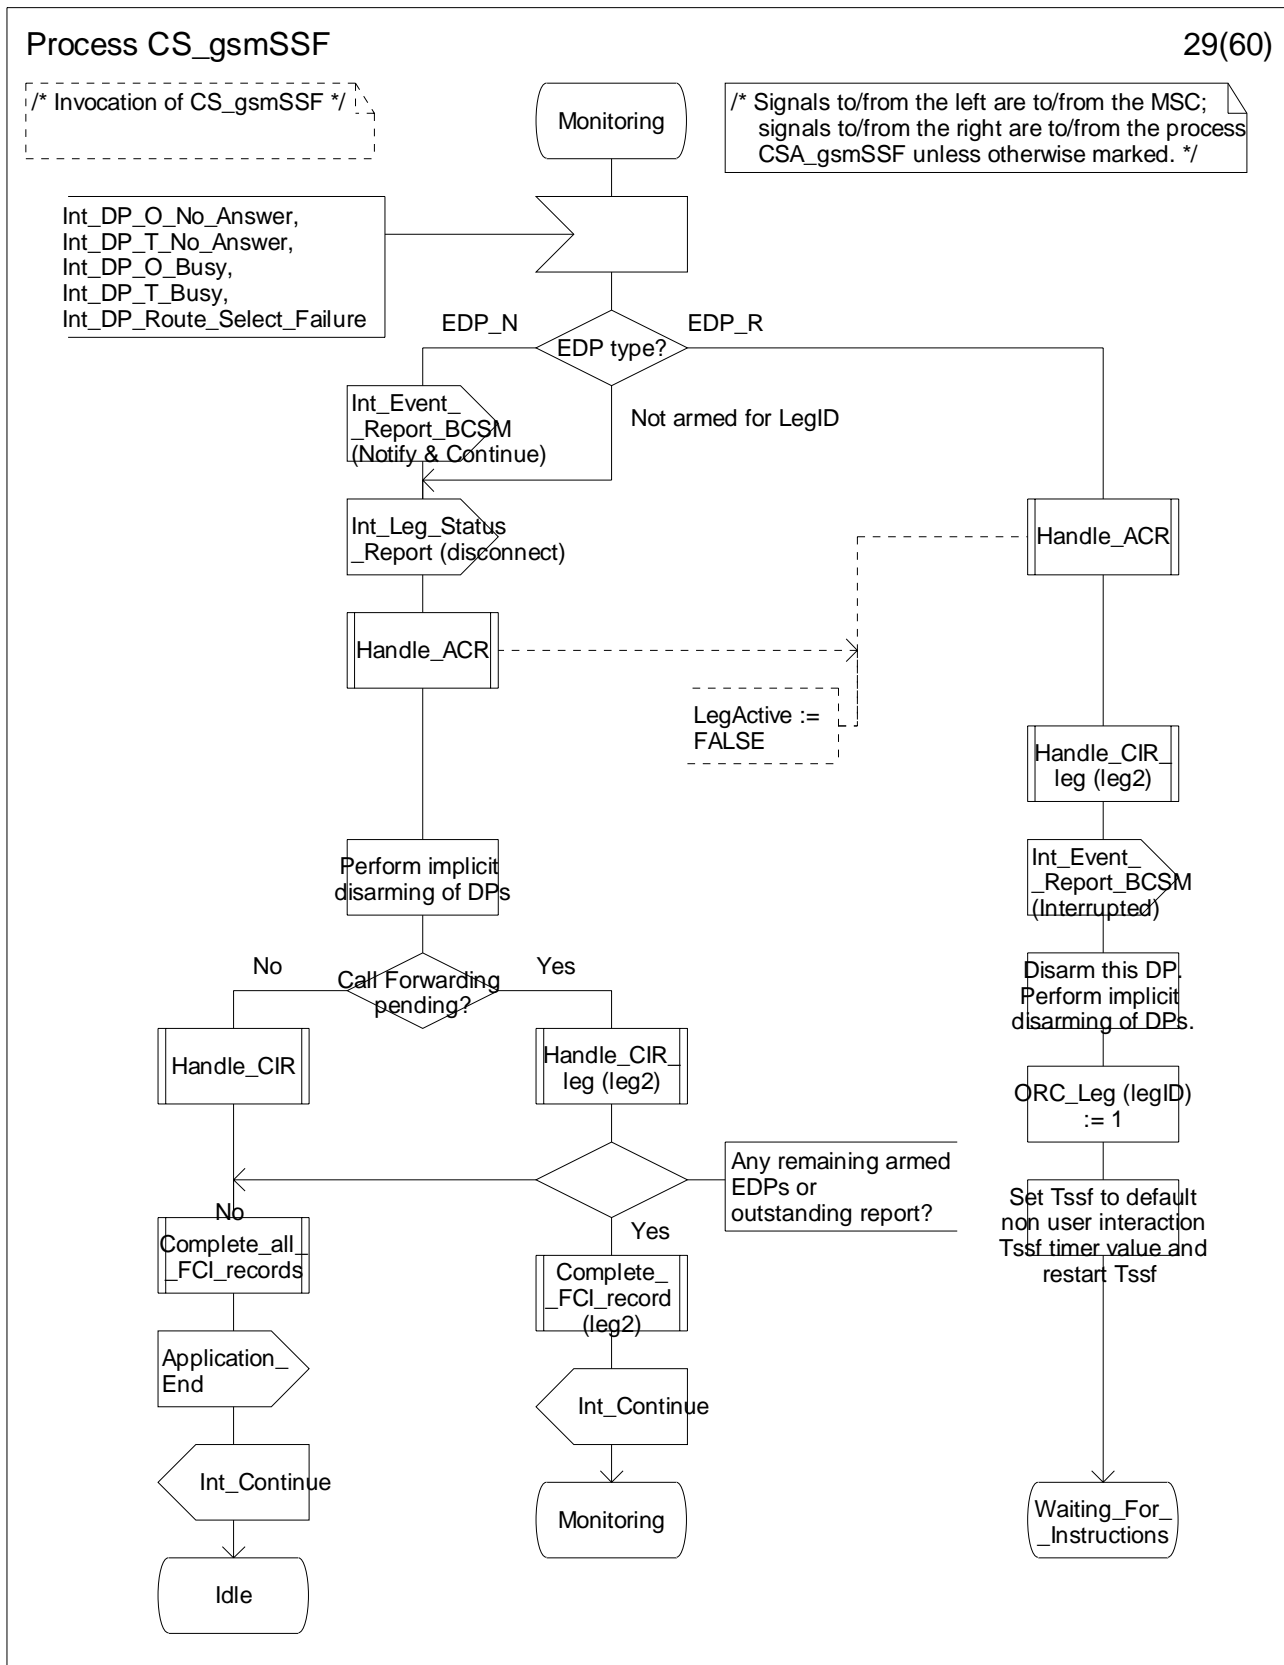 Process CS_gsmSSF
29(60)
/* Invocation of CS_gsmSSF */
Monitoring
/* Signals to/from the left are to/from the MSC;
signals to/from the right are to/from the process
CSA_gsmSSF unless otherwise marked. */
Int_DP_O_No_Answer,
Int_DP_T_No_Answer,
Int_DP_O_Busy,
Int_DP_T_Busy,
Int_DP_Route_Select_Failure
EDP_N
EDP_R
EDP type?
Int_Event_
_Report_BCSM
(Notify & Continue)
Not armed for LegID
Int_Leg_Status
_Report (disconnect)
Handle_ACR
Handle_ACR
LegActive :=
FALSE
Handle_CIR_
leg (leg2)
Int_Event_
_Report_BCSM
(Interrupted)
Perform implicit
disarming of DPs
No
Call Forwarding
pending?
Yes
Disarm this DP.
Perform implicit
disarming of DPs.
Handle_CIR
Handle_CIR_
leg (leg2)
ORC_Leg (legID)
:= 1
Any remaining armed
EDPs or
outstanding report?
No
Yes
Set Tssf to default
non user interaction
Tssf timer value and
restart Tssf
Complete_all_
_FCI_records
Complete_
_FCI_record
(leg2)
Application_
End
Int_Continue
Int_Continue
Monitoring
Waiting_For_
_Instructions
Idle